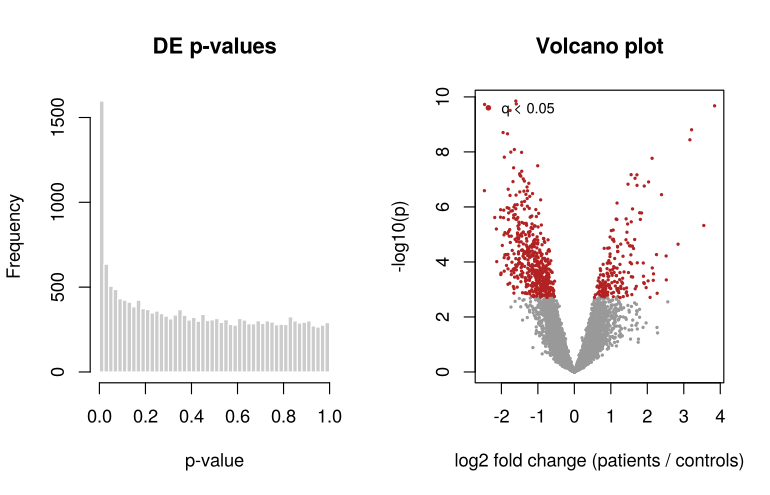 DE p-values
Frequency
0
500
1000
1500
0.0 0.2 0.4 0.6 0.8 1.0
p-value
Volcano plot
-log10(p)
0
2
4
6
8
10
q < 0.05
-2 -1 0 1 2 3 4
log2 fold change (patients / controls)